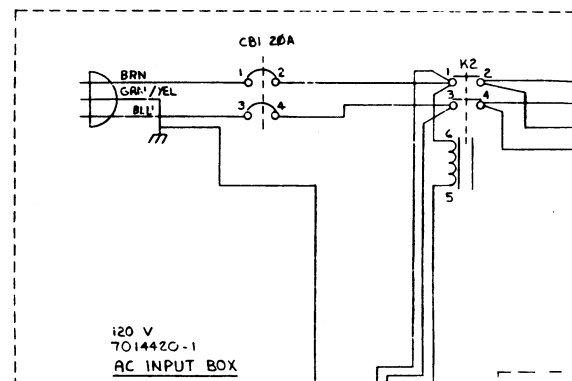 CB1 20A
K2
1 2
1 2
BRN
GRN/YEL
BLU
3 4
3 4
6
5
120 V
7014420-1
AC INPUT BOX